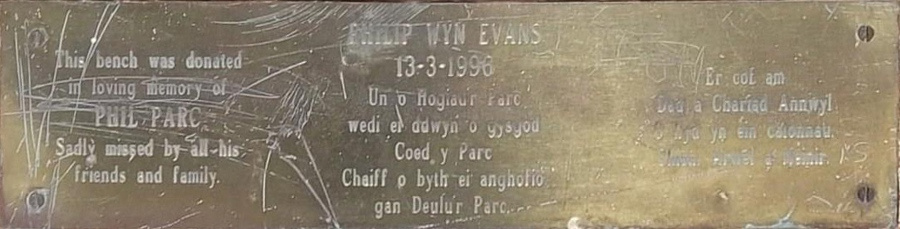 This bench was donated
in loving memory of
PHIL PARC
Sadly missed by all his
friends and family.
PHILIP WYN EVANS
13-3-1996
Un o Hogiau'r Parc
wedi ei ddwyn o gysgod
Coed y Parc
Chaiff o byth ei anghofio
gan Deulu'r Parc.
Er cof am
Dad a Chariad Annwyl
yn ein calonnau.